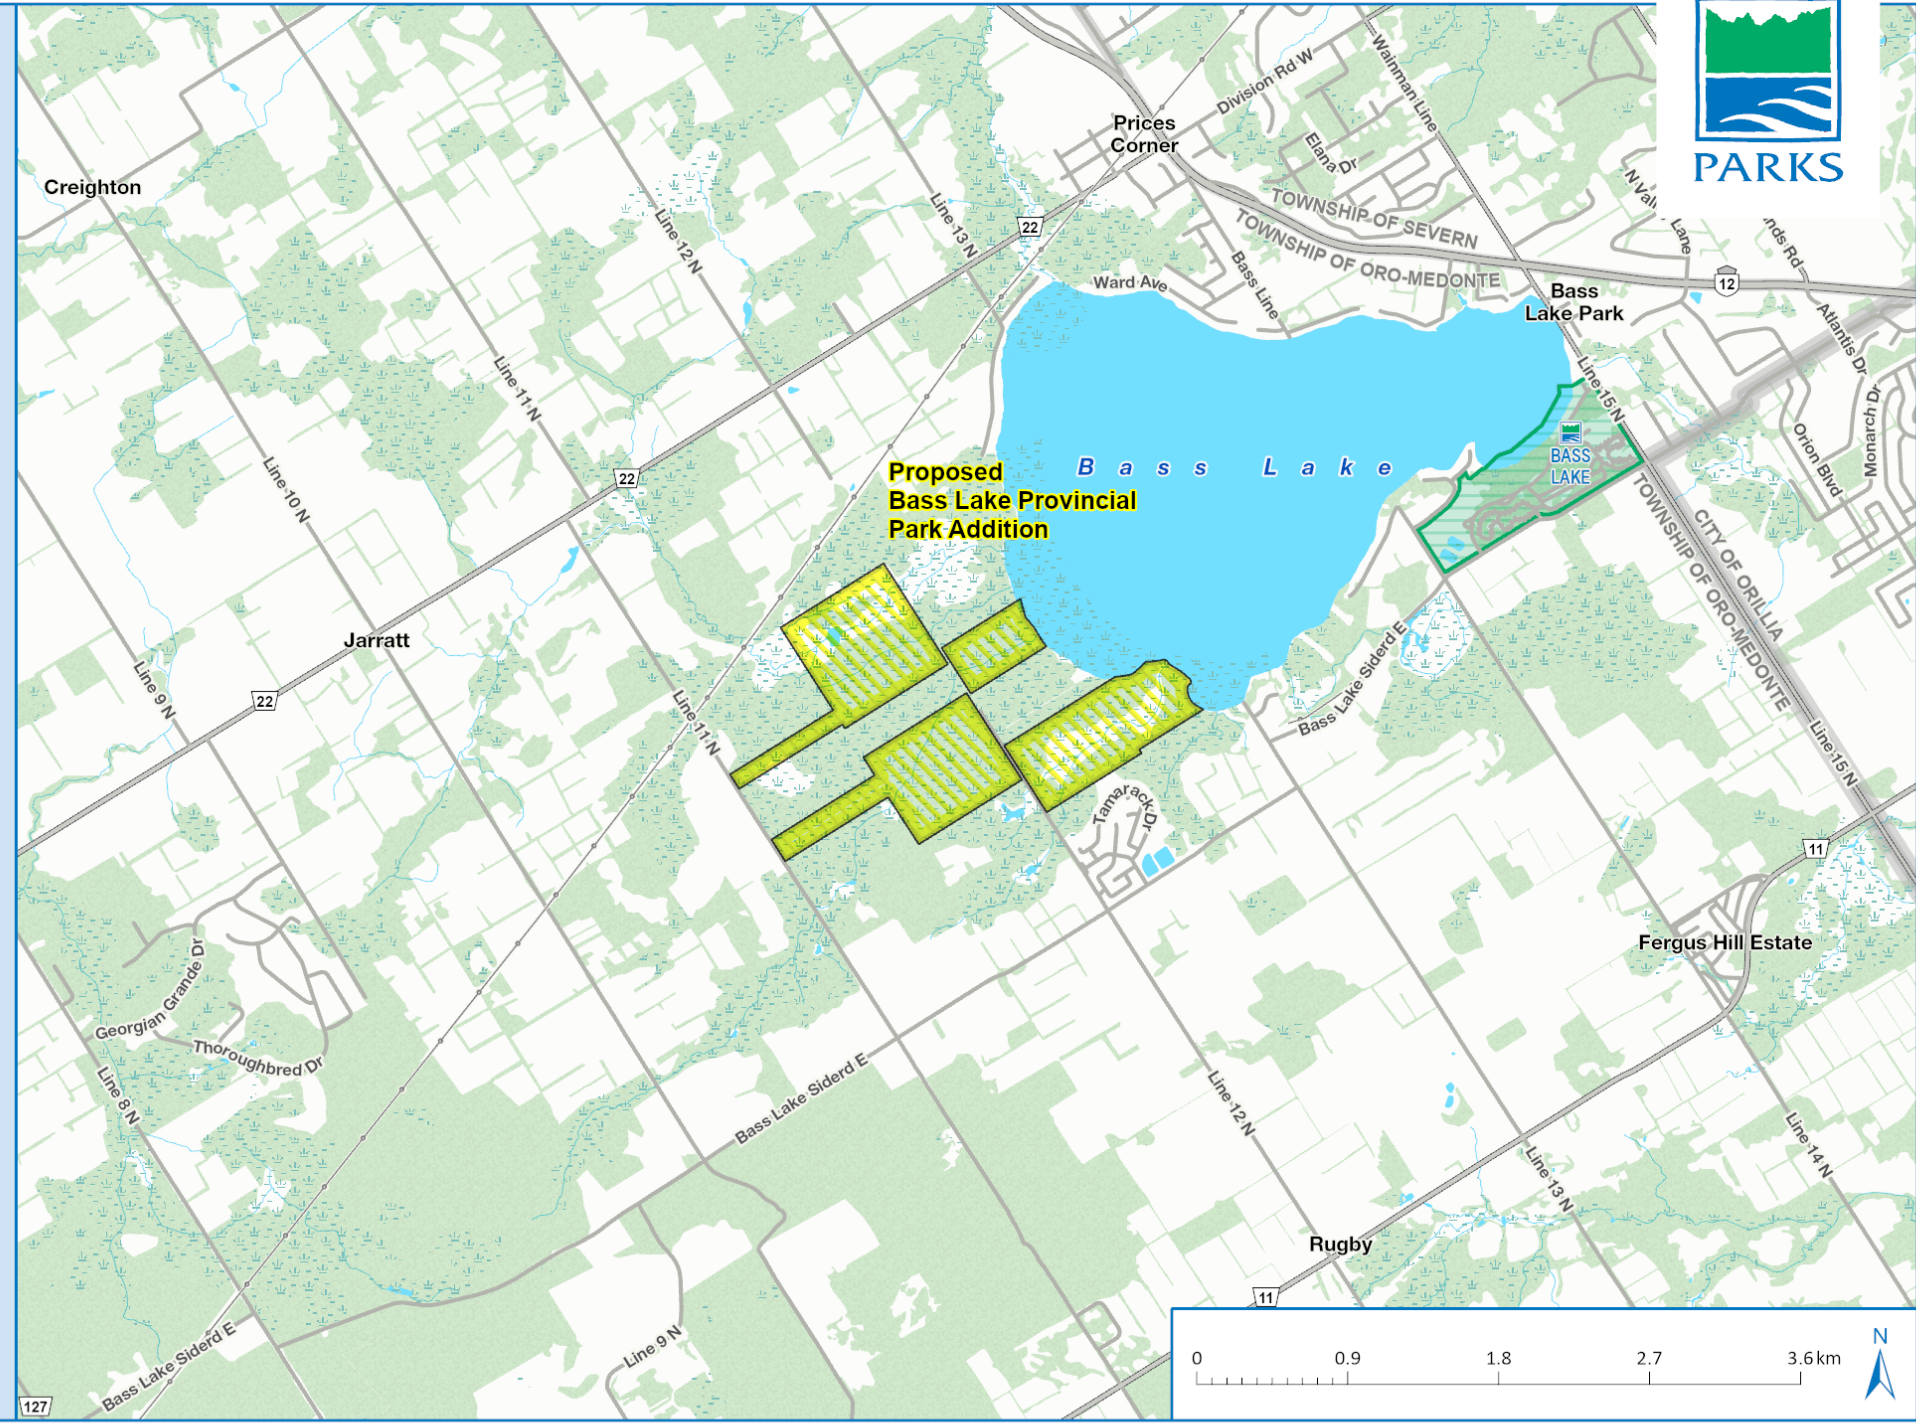 PARKS
Division Rd W
Wainman Line
Prices
Corner
Elana Dr
Creighton
TOWNSHIP OF SEVERN
TOWNSHIP OF ORO-MEDONTE
Lane
Line 13 N
Line 12 N
22
Ward Ave
Bass Line
12
Bass
Lake Park
Atlantis Dr
Line 11 N
Line 15 N
Monarch Dr
Orion Blvd
BASS
LAKE
Bass Lake
Proposed
Bass Lake Provincial
Park Addition
22
Line 10 N
CITY OF ORILLIA
TOWNSHIP OF ORO-MEDONTE
Jarratt
Bass Lake Siderd E
Line 9 N
22
Line 11 N
Line 15 N
Tamarack Dr
11
Fergus Hill Estate
Georgian Grande Dr
Thoroughbred Dr
Line 8 N
Bass Lake Siderd E
Line 12 N
Line 14 N
Line 13 N
Rugby
11
Line 9 N
Bass Lake Siderd E
127
0 0.9 1.8 2.7 3.6 km
N